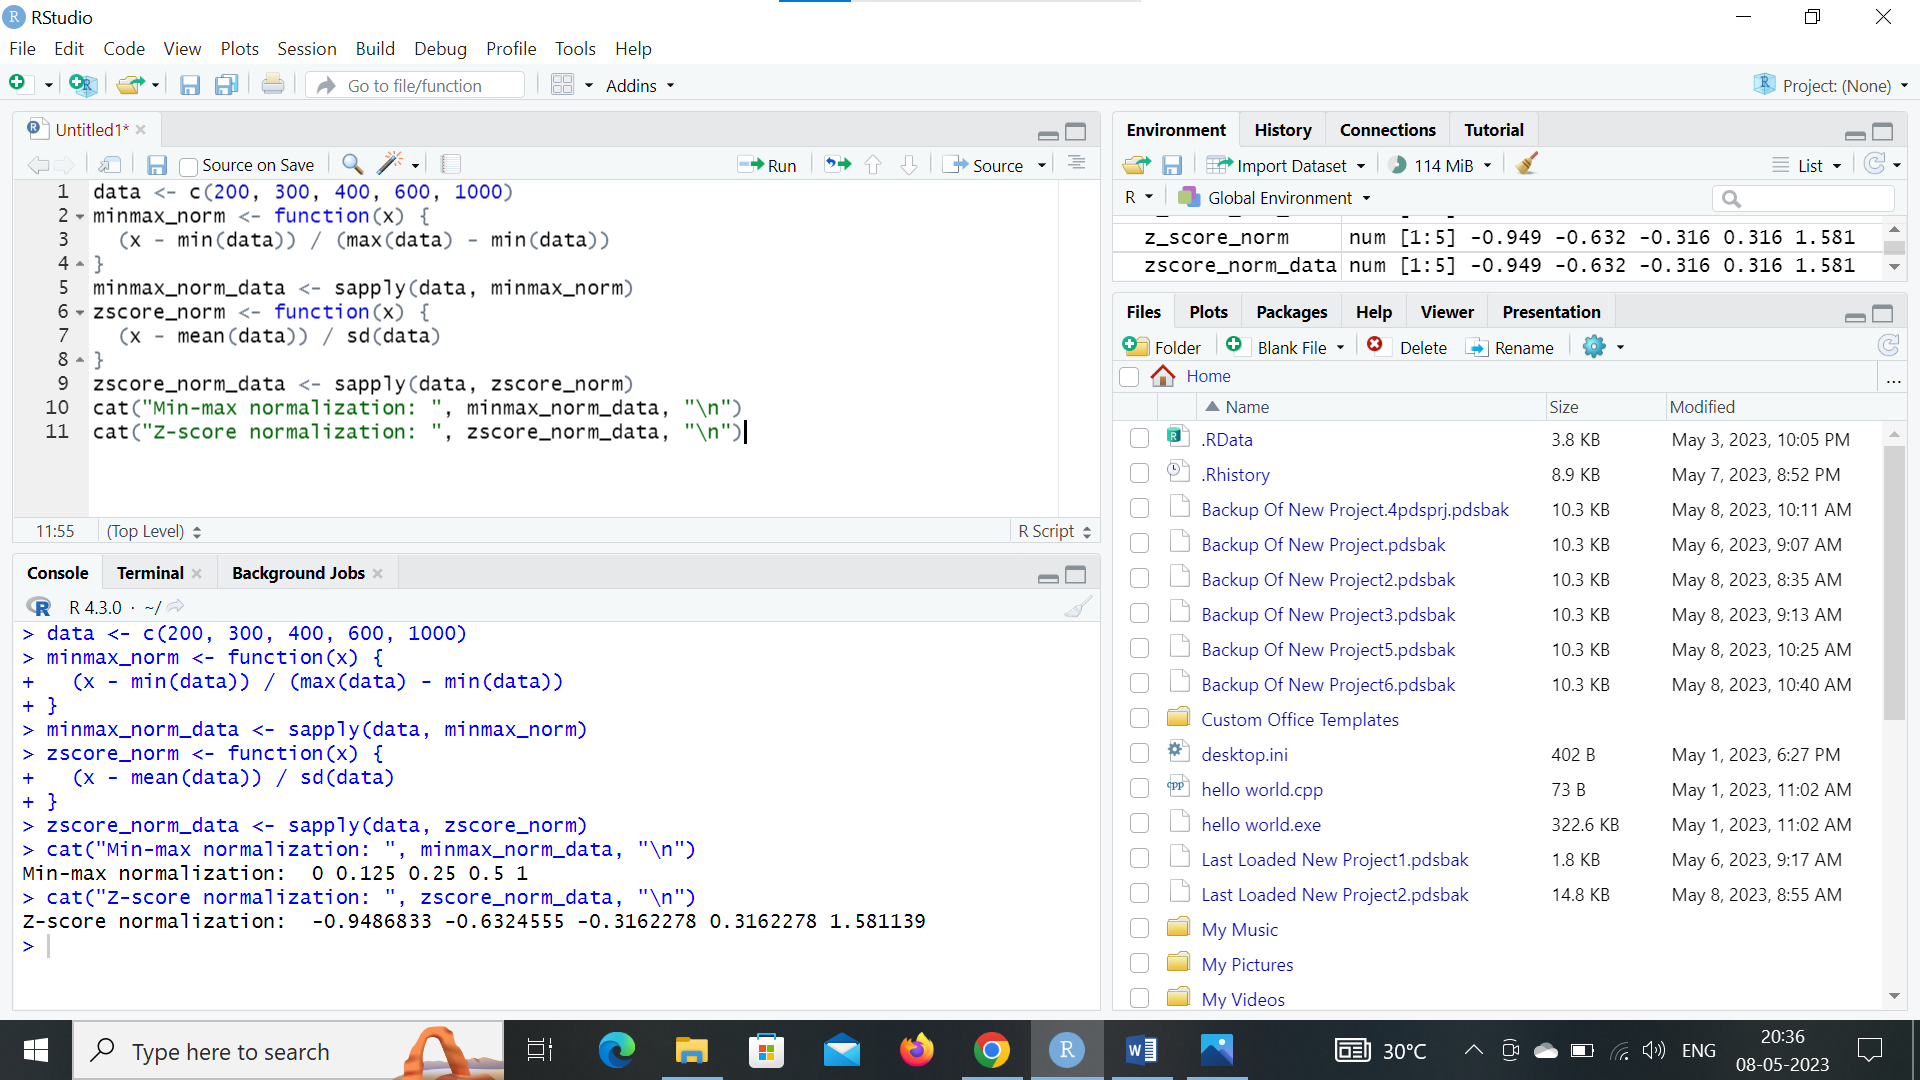 RStudio
File Edit Code View Plots Session Build Debug Profile Tools Help
Go to file/function Addins Project: (None)
Untitled1*
Source on Save Run Source
1 data <- c(200, 300, 400, 600, 1000)
2 minmax_norm <- function(x) {
3 (x - min(data)) / (max(data) - min(data))
4 }
5 minmax_norm_data <- sapply(data, minmax_norm)
6 zscore_norm <- function(x) {
7 (x - mean(data)) / sd(data)
8 }
9 zscore_norm_data <- sapply(data, zscore_norm)
10 cat("Min-max normalization: ", minmax_norm_data, "\n")
11 cat("Z-score normalization: ", zscore_norm_data, "\n")
11:55 (Top Level) R Script
Console Terminal Background Jobs
R 4.3.0 · ~/
> data <- c(200, 300, 400, 600, 1000)
> minmax_norm <- function(x) {
+ (x - min(data)) / (max(data) - min(data))
+ }
> minmax_norm_data <- sapply(data, minmax_norm)
> zscore_norm <- function(x) {
+ (x - mean(data)) / sd(data)
+ }
> zscore_norm_data <- sapply(data, zscore_norm)
> cat("Min-max normalization: ", minmax_norm_data, "\n")
Min-max normalization:  0 0.125 0.25 0.5 1
> cat("Z-score normalization: ", zscore_norm_data, "\n")
Z-score normalization:  -0.9486833 -0.6324555 -0.3162278 0.3162278 1.581139
>
Environment History Connections Tutorial
Import Dataset 114 MiB List
R Global Environment
z_score_norm num [1:5] -0.949 -0.632 -0.316 0.316 1.581
zscore_norm_data num [1:5] -0.949 -0.632 -0.316 0.316 1.581
Files Plots Packages Help Viewer Presentation
Folder Blank File Delete Rename
Home ...
Name Size Modified
.RData 3.8 KB May 3, 2023, 10:05 PM
.Rhistory 8.9 KB May 7, 2023, 8:52 PM
Backup Of New Project.4pdsprj.pdsbak 10.3 KB May 8, 2023, 10:11 AM
Backup Of New Project.pdsbak 10.3 KB May 6, 2023, 9:07 AM
Backup Of New Project2.pdsbak 10.3 KB May 8, 2023, 8:35 AM
Backup Of New Project3.pdsbak 10.3 KB May 8, 2023, 9:13 AM
Backup Of New Project5.pdsbak 10.3 KB May 8, 2023, 10:25 AM
Backup Of New Project6.pdsbak 10.3 KB May 8, 2023, 10:40 AM
Custom Office Templates
desktop.ini 402 B May 1, 2023, 6:27 PM
hello world.cpp 73 B May 1, 2023, 11:02 AM
hello world.exe 322.6 KB May 1, 2023, 11:02 AM
Last Loaded New Project1.pdsbak 1.8 KB May 6, 2023, 9:17 AM
Last Loaded New Project2.pdsbak 14.8 KB May 8, 2023, 8:55 AM
My Music
My Pictures
My Videos
Type here to search 30°C ENG 20:36
08-05-2023